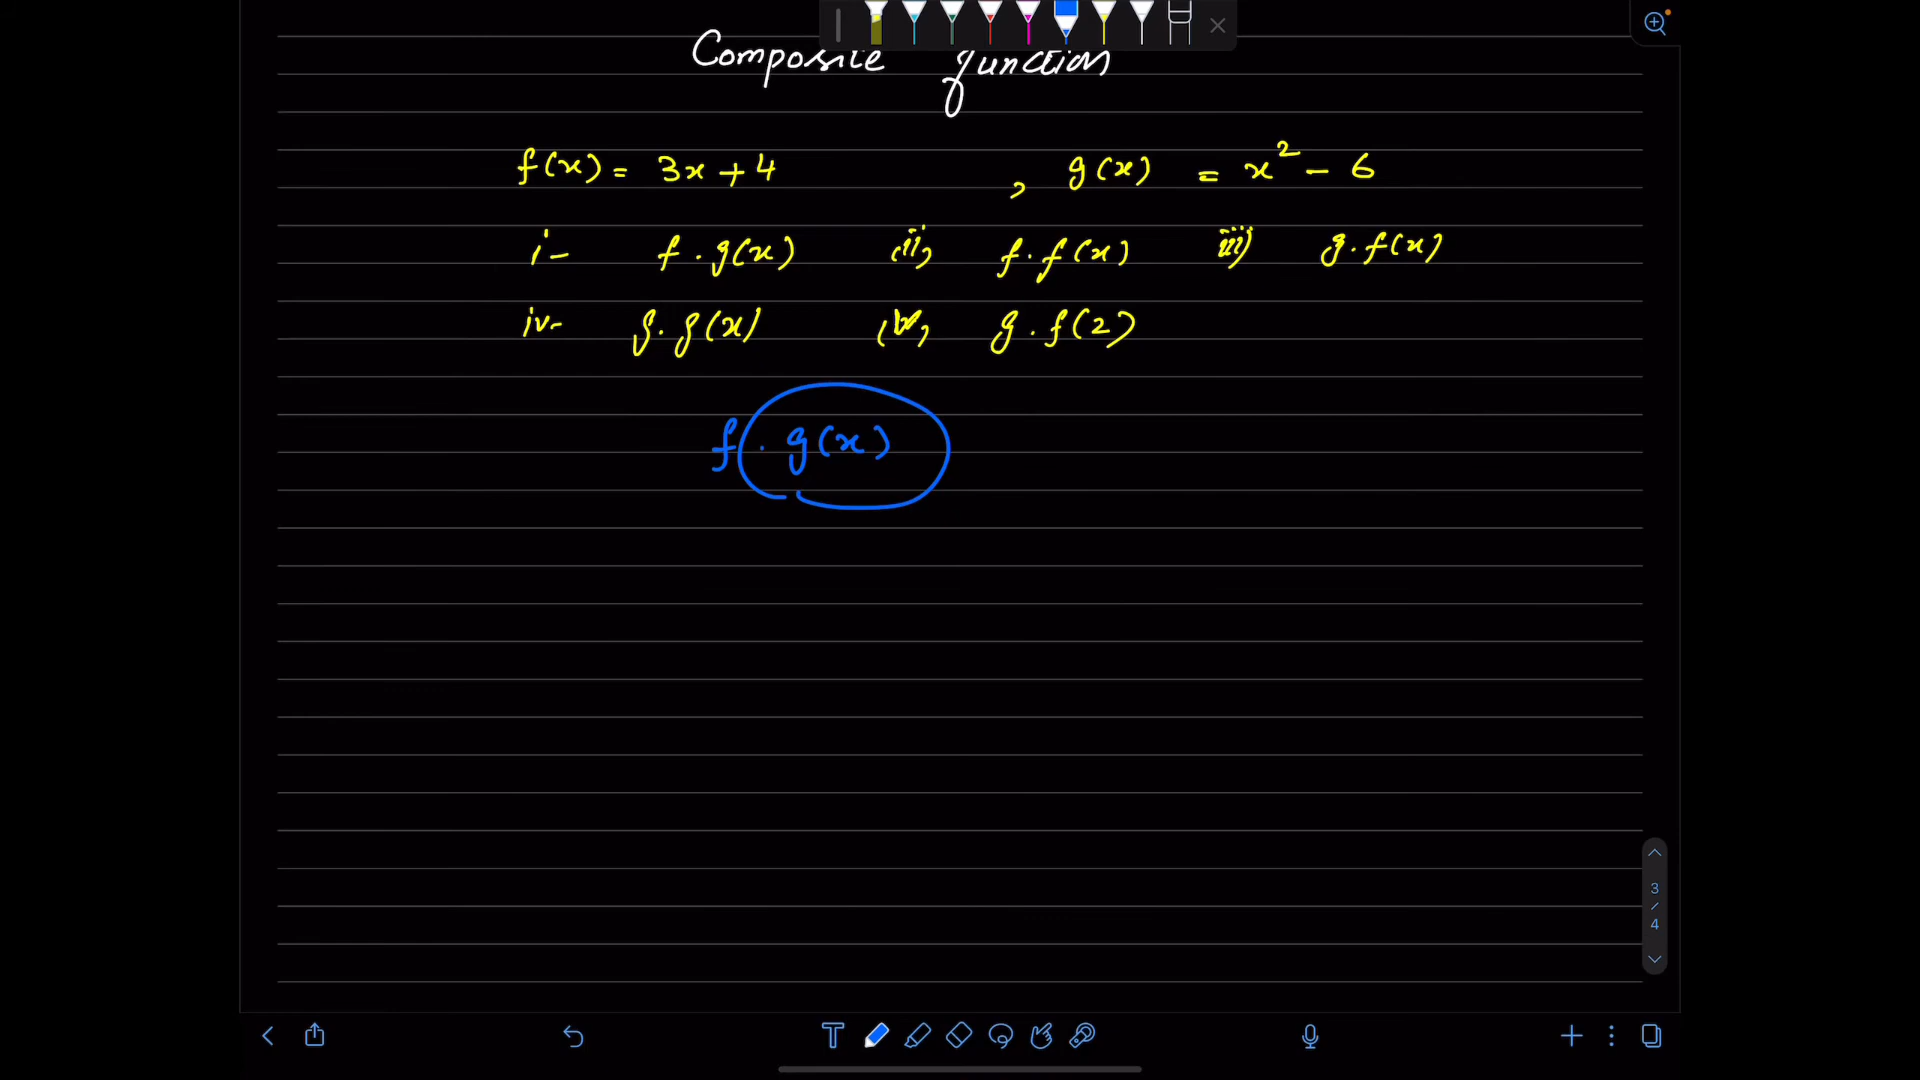 Composite function
f(x) = 3x + 4 , g(x) = x² - 6
i- f·g(x) (ii) f·f(x) iii) g·f(x)
iv- g·g(x) (v) g·f(2)
f·g(x)
3
/
4
T